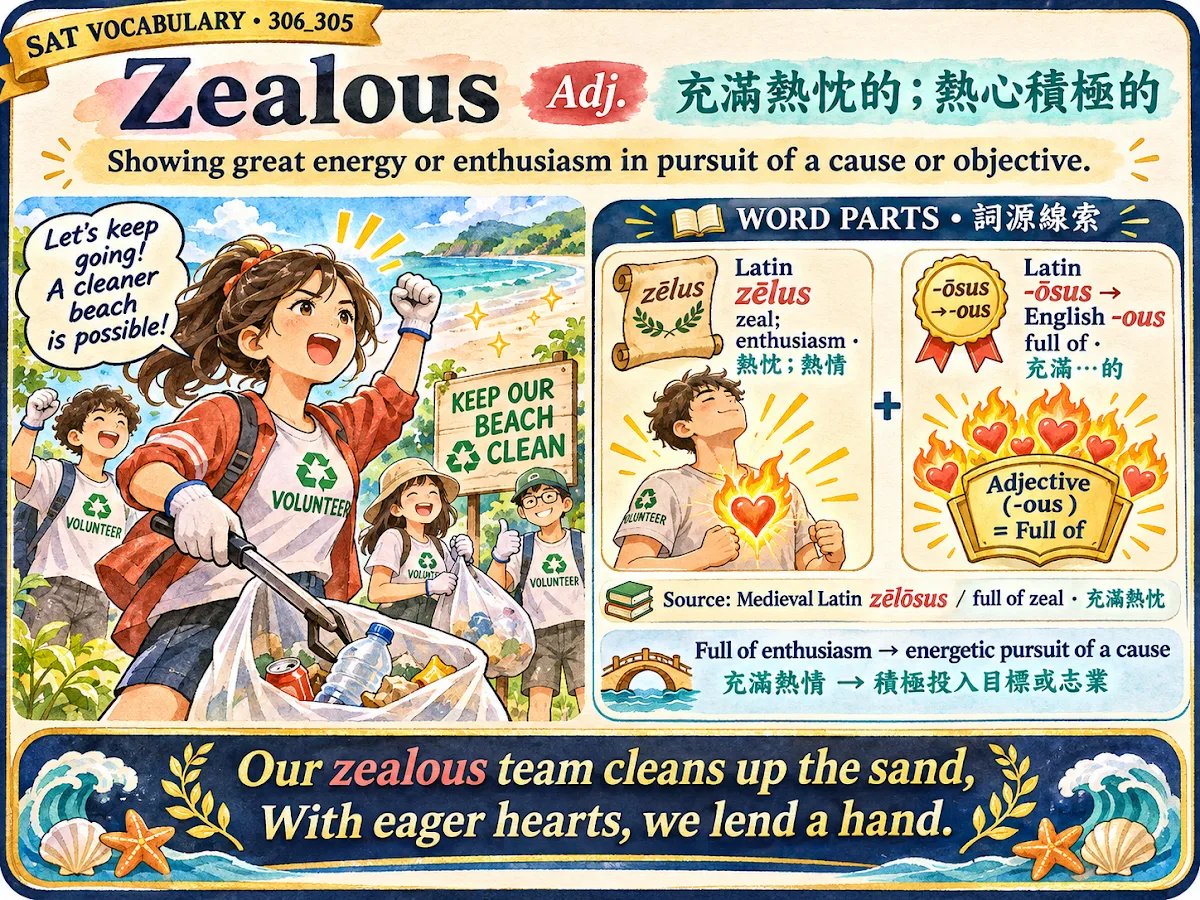 SAT VOCABULARY • 306_305
Zealous
Adj.
充滿熱忱的；熱心積極的
Showing great energy or enthusiasm in pursuit of a cause or objective.
Let's keep
going!
A cleaner
beach
is possible!
KEEP OUR
BEACH
CLEAN
VOLUNTEER
VOLUNTEER
VOLUNTEER
WORD PARTS • 詞源線索
zēlus
Latin
zēlus
zeal;
enthusiasm •
熱忱；熱情
VOLUNTEER
+
-ōsus
→-ous
Latin
-ōsus →
English -ous
full of •
充滿⋯的
Adjective
(-ous )
= Full of
Source: Medieval Latin zēlōsus / full of zeal • 充滿熱忱
Full of enthusiasm → energetic pursuit of a cause
充滿熱情 → 積極投入目標或志業
Our zealous team cleans up the sand,
With eager hearts, we lend a hand.